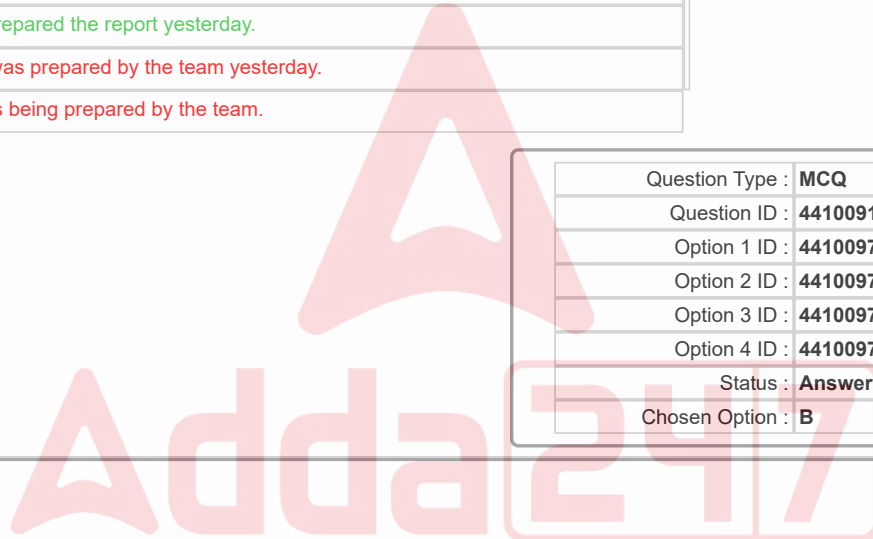 repared the report yesterday.
was prepared by the team yesterday.
s being prepared by the team.
Question Type : MCQ
Question ID : 4410091
Option 1 ID : 4410097
Option 2 ID : 4410097
Option 3 ID : 4410097
Option 4 ID : 4410097
Status : Answer
Chosen Option : B
Adda247